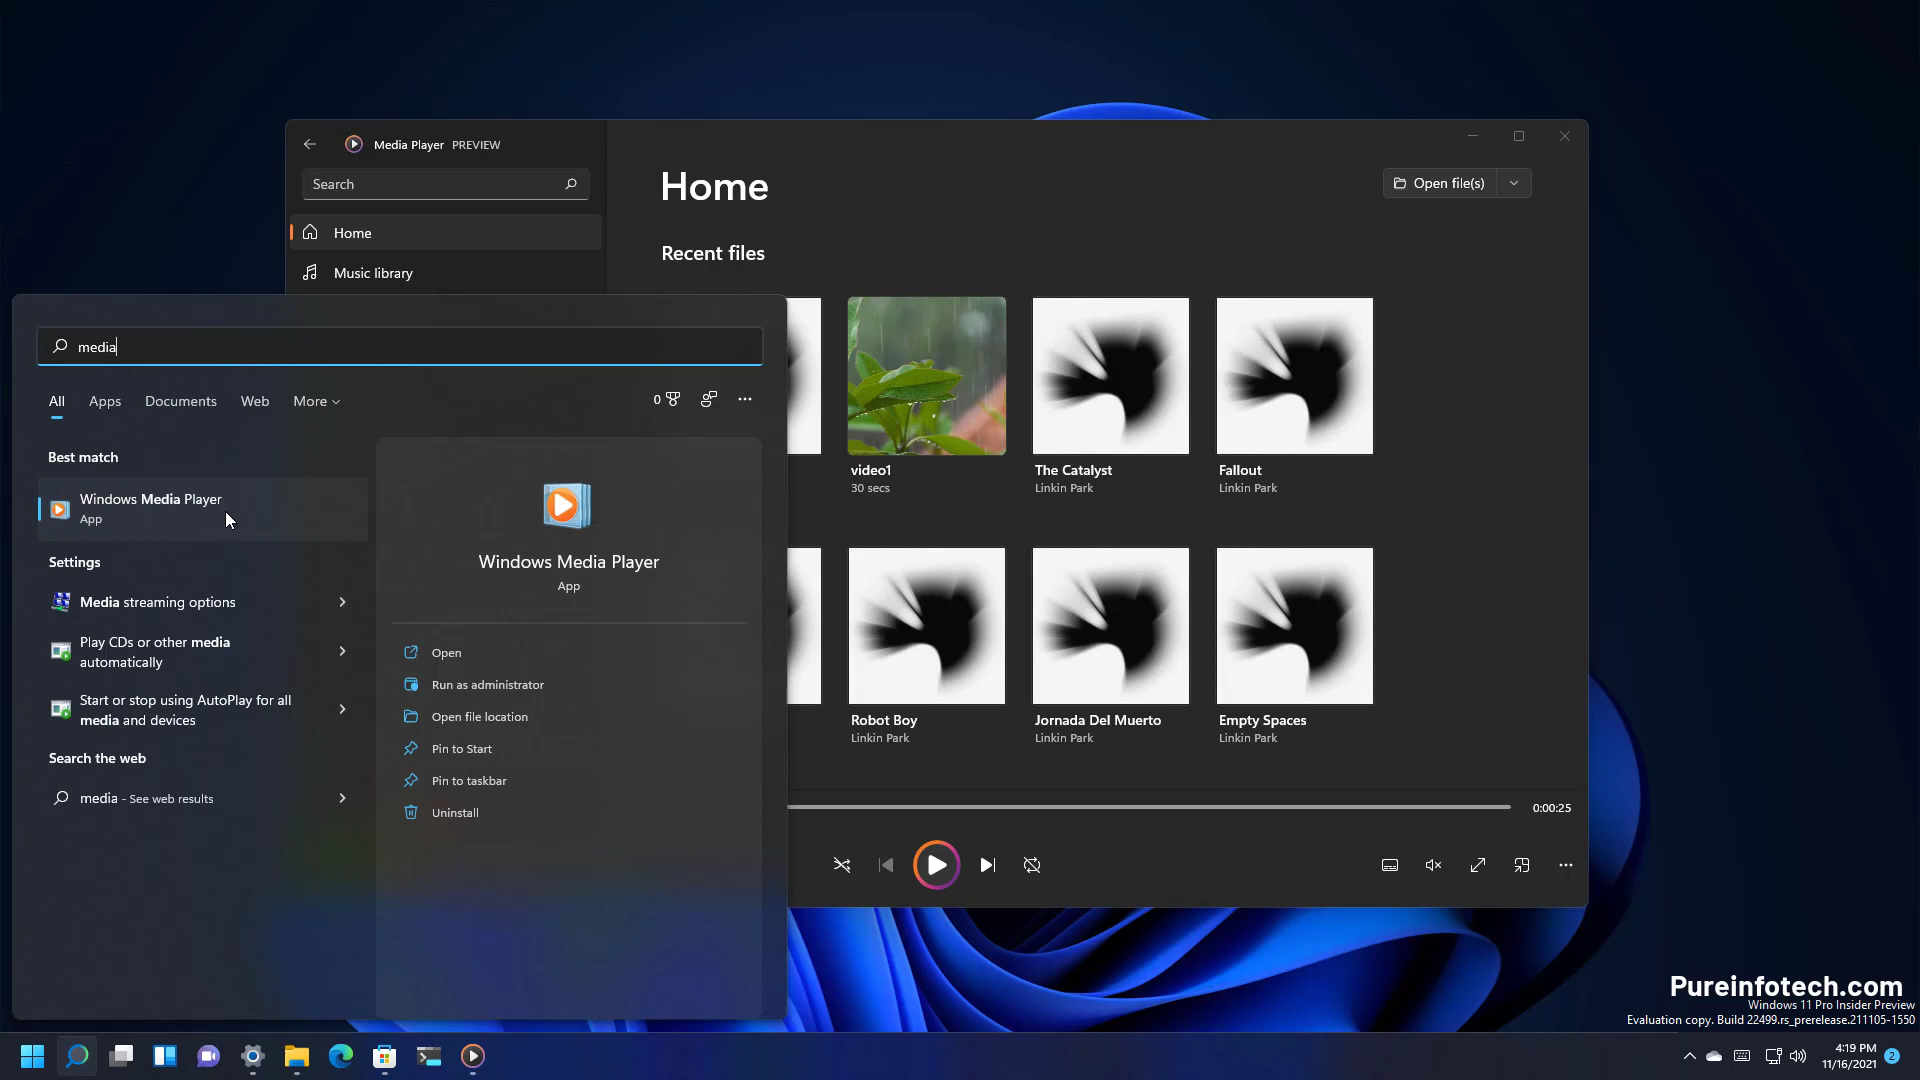 Media Player PREVIEW
Search
Home
Music library
Home
Open file(s)
Recent files
video1
30 secs
The Catalyst
Linkin Park
Fallout
Linkin Park
Robot Boy
Linkin Park
Jornada Del Muerto
Linkin Park
Empty Spaces
Linkin Park
0:00:25
media
All Apps Documents Web More
0
Best match
Windows Media Player
App
Settings
Media streaming options
Play CDs or other media
automatically
Start or stop using AutoPlay for all
media and devices
Search the web
media - See web results
Windows Media Player
App
Open
Run as administrator
Open file location
Pin to Start
Pin to taskbar
Uninstall
Pureinfotech.com
Windows 11 Pro Insider Preview
Evaluation copy. Build 22499.rs_prerelease.211105-1550
4:19 PM
11/16/2021
2